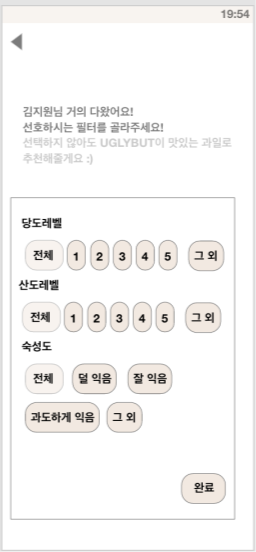 19:54
김지원님 거의 다왔어요!
선호하시는 필터를 골라주세요!
선택하지 않아도 UGLYBUT이 맛있는 과일로
추천해줄게요 :)
당도레벨
전체 1 2 3 4 5 그 외
산도레벨
전체 1 2 3 4 5 그 외
숙성도
전체 덜 익음 잘 익음
과도하게 익음 그 외
완료